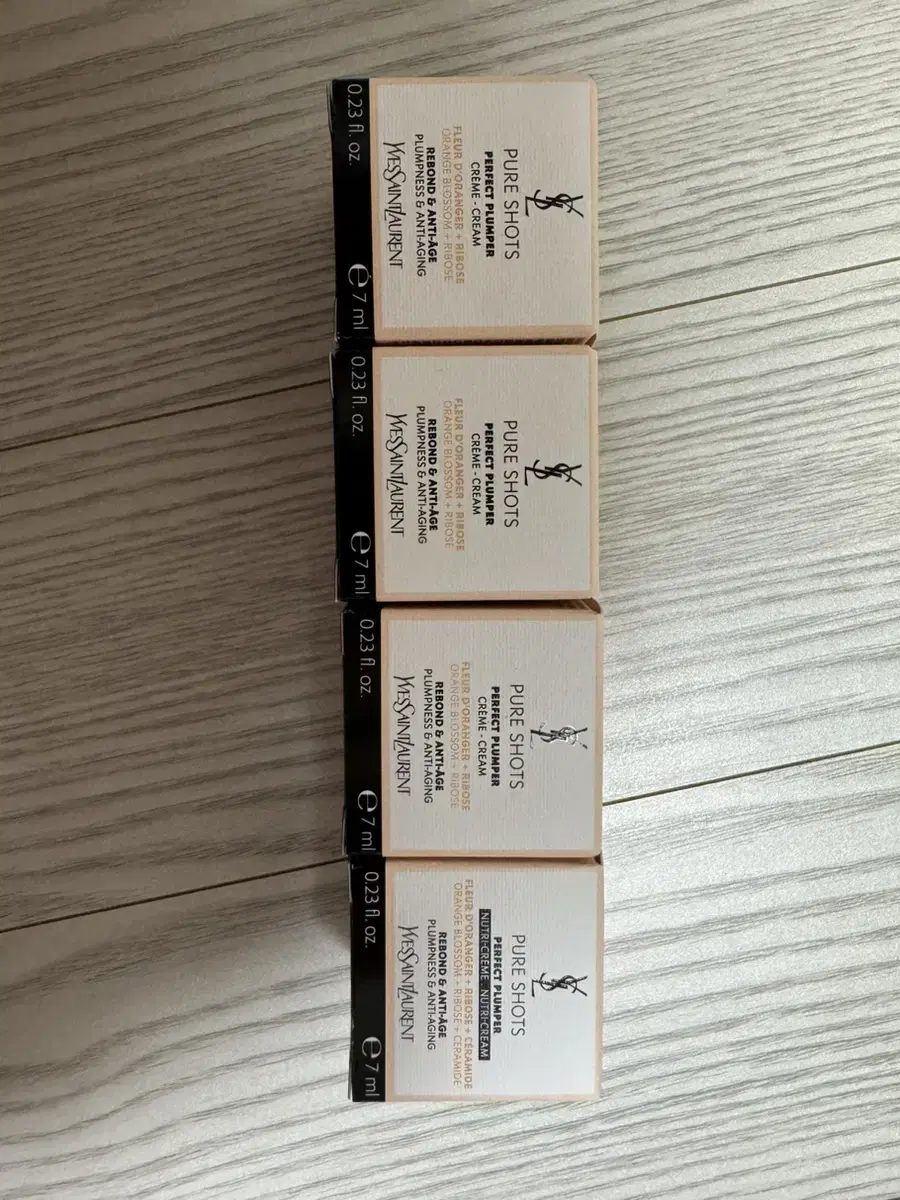 YSL
PURE SHOTS
PERFECT PLUMPER
CRÈME - CREAM
FLEUR D'ORANGER + RIBOSE
ORANGE BLOSSOM + RIBOSE
REBOND & ANTI-ÂGE
PLUMPNESS & ANTI-AGING
YVESSAINTLAURENT
0.23 fl. oz. e 7 ml
YSL
PURE SHOTS
PERFECT PLUMPER
CRÈME - CREAM
FLEUR D'ORANGER + RIBOSE
ORANGE BLOSSOM + RIBOSE
REBOND & ANTI-ÂGE
PLUMPNESS & ANTI-AGING
YVESSAINTLAURENT
0.23 fl. oz. e 7 ml
YSL
PURE SHOTS
PERFECT PLUMPER
CRÈME - CREAM
FLEUR D'ORANGER + RIBOSE
ORANGE BLOSSOM + RIBOSE
REBOND & ANTI-ÂGE
PLUMPNESS & ANTI-AGING
YVESSAINTLAURENT
0.23 fl. oz. e 7 ml
YSL
PURE SHOTS
PERFECT PLUMPER
NUTRI-CRÈME - NUTRI-CREAM
FLEUR D'ORANGER + RIBOSE + CÉRAMIDE
ORANGE BLOSSOM + RIBOSE + CERAMIDE
REBOND & ANTI-ÂGE
PLUMPNESS & ANTI-AGING
YVESSAINTLAURENT
0.23 fl. oz. e 7 ml